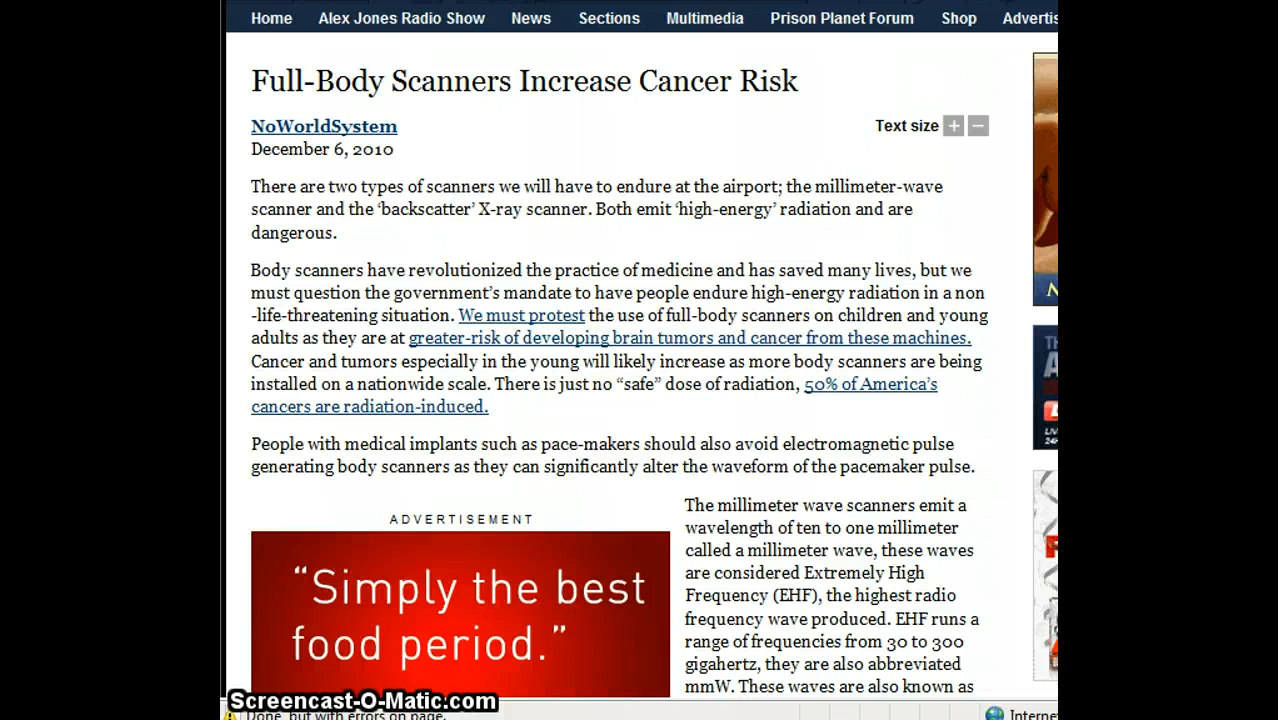 Home Alex Jones Radio Show News Sections Multimedia Prison Planet Forum Shop
Full-Body Scanners Increase Cancer Risk
NoWorldSystem
Text size + −
December 6, 2010
There are two types of scanners we will have to endure at the airport; the millimeter-wave
scanner and the ‘backscatter’ X-ray scanner. Both emit ‘high-energy’ radiation and are
dangerous.
Body scanners have revolutionized the practice of medicine and has saved many lives, but we
must question the government’s mandate to have people endure high-energy radiation in a non
-life-threatening situation. We must protest the use of full-body scanners on children and young
adults as they are at greater-risk of developing brain tumors and cancer from these machines.
Cancer and tumors especially in the young will likely increase as more body scanners are being
installed on a nationwide scale. There is just no “safe” dose of radiation, 50% of America’s
cancers are radiation-induced.
People with medical implants such as pace-makers should also avoid electromagnetic pulse
generating body scanners as they can significantly alter the waveform of the pacemaker pulse.
ADVERTISEMENT
“Simply the best
food period.”
The millimeter wave scanners emit a
wavelength of ten to one millimeter
called a millimeter wave, these waves
are considered Extremely High
Frequency (EHF), the highest radio
frequency wave produced. EHF runs a
range of frequencies from 30 to 300
gigahertz, they are also abbreviated
mmW. These waves are also known as
Screencast-O-Matic.com
Done, but with errors on page.